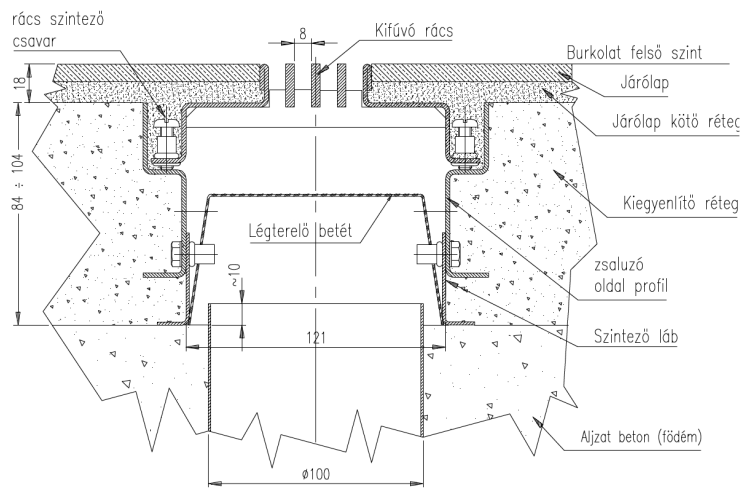 rács szintező
csavar
8
Kifúvó rács
Burkolat felső szint
Járólap
Járólap kötő réteg
18
84 ÷ 104
Kiegyenlítő réteg
Légterelő betét
~10
zsaluzó
oldal profil
121
Szintező láb
Aljzat beton (födém)
ø100